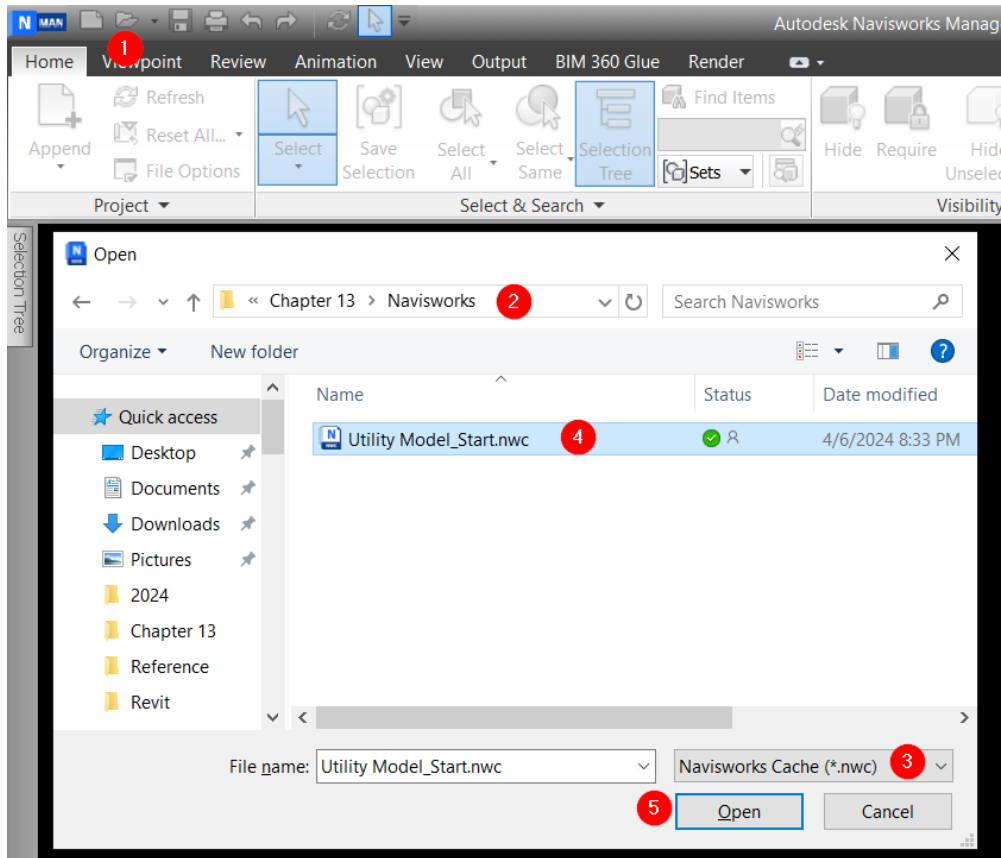 N MAN Autodesk Navisworks Manag
1
Home Viewpoint Review Animation View Output BIM 360 Glue Render
Append
Refresh
Reset All...
File Options
Select
Save Selection
Select All
Select Same
Selection Tree
Find Items
Sets
Hide Require Hide
Unselec
Project Select & Search Visibility
Selection Tree
N Open
« Chapter 13 > Navisworks 2 Search Navisworks
Organize New folder ?
Name Status Date modified
Quick access
N Utility Model_Start.nwc 4 4/6/2024 8:33 PM
Desktop
Documents
Downloads
Pictures
2024
Chapter 13
Reference
Revit
File name: Utility Model_Start.nwc Navisworks Cache (*.nwc) 3
5 Open Cancel